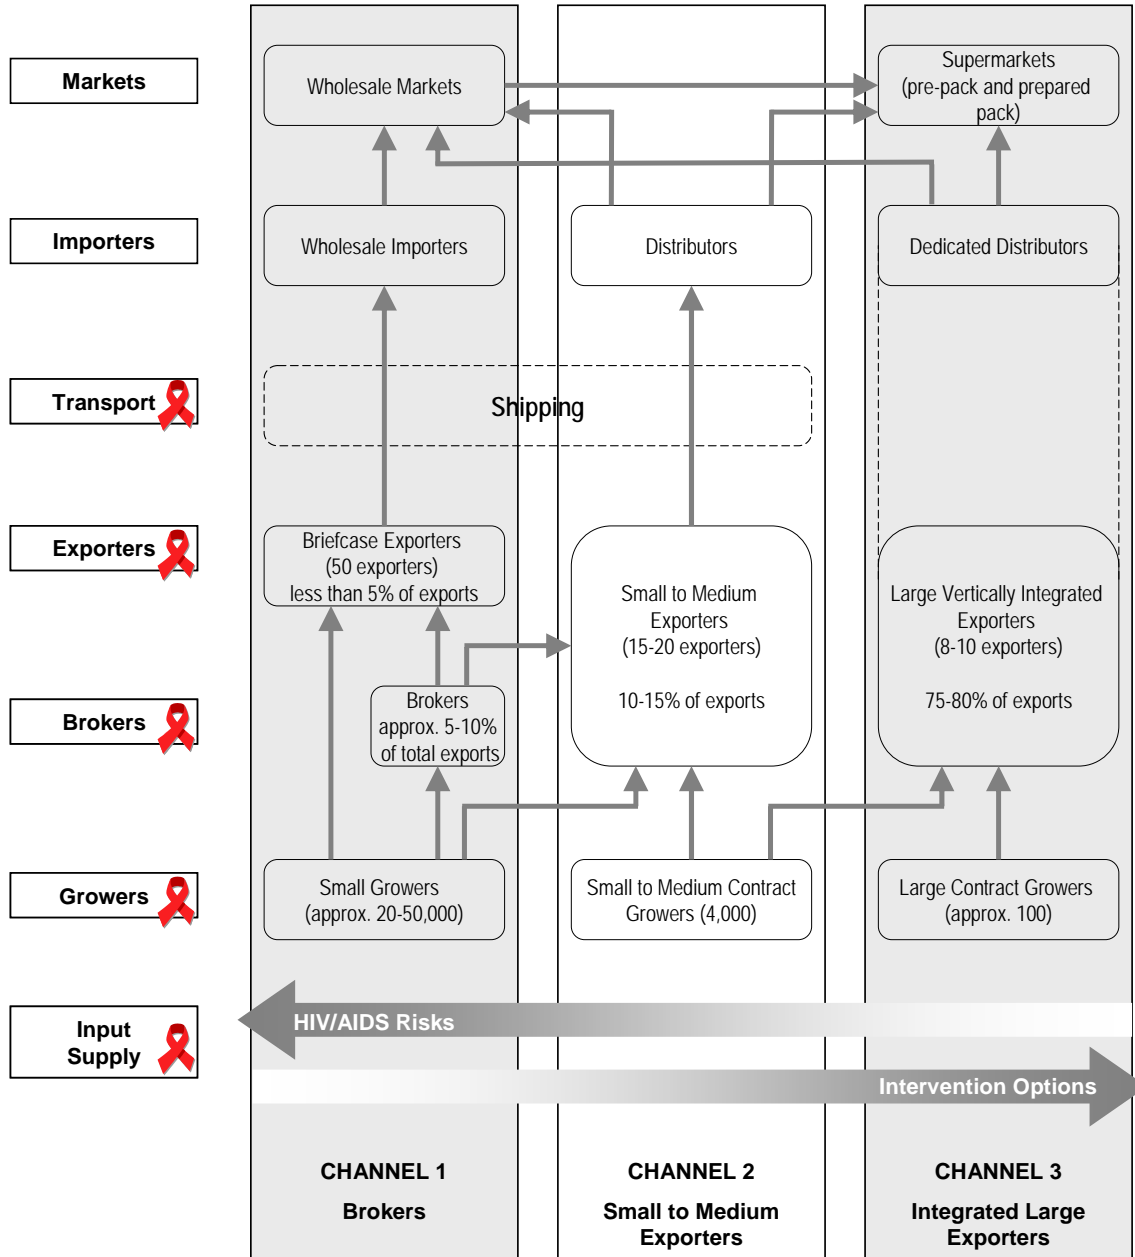 Markets
Wholesale Markets
Supermarkets
(pre-pack and prepared
pack)
Importers
Wholesale Importers
Distributors
Dedicated Distributors
Transport
Shipping
Exporters
Briefcase Exporters
(50 exporters)
less than 5% of exports
Small to Medium
Exporters
(15-20 exporters)
10-15% of exports
Large Vertically Integrated
Exporters
(8-10 exporters)
75-80% of exports
Brokers
Brokers
approx. 5-10%
of total exports
Growers
Small Growers
(approx. 20-50,000)
Small to Medium Contract
Growers (4,000)
Large Contract Growers
(approx. 100)
Input
Supply
HIV/AIDS Risks
Intervention Options
CHANNEL 1
Brokers
CHANNEL 2
Small to Medium
Exporters
CHANNEL 3
Integrated Large
Exporters